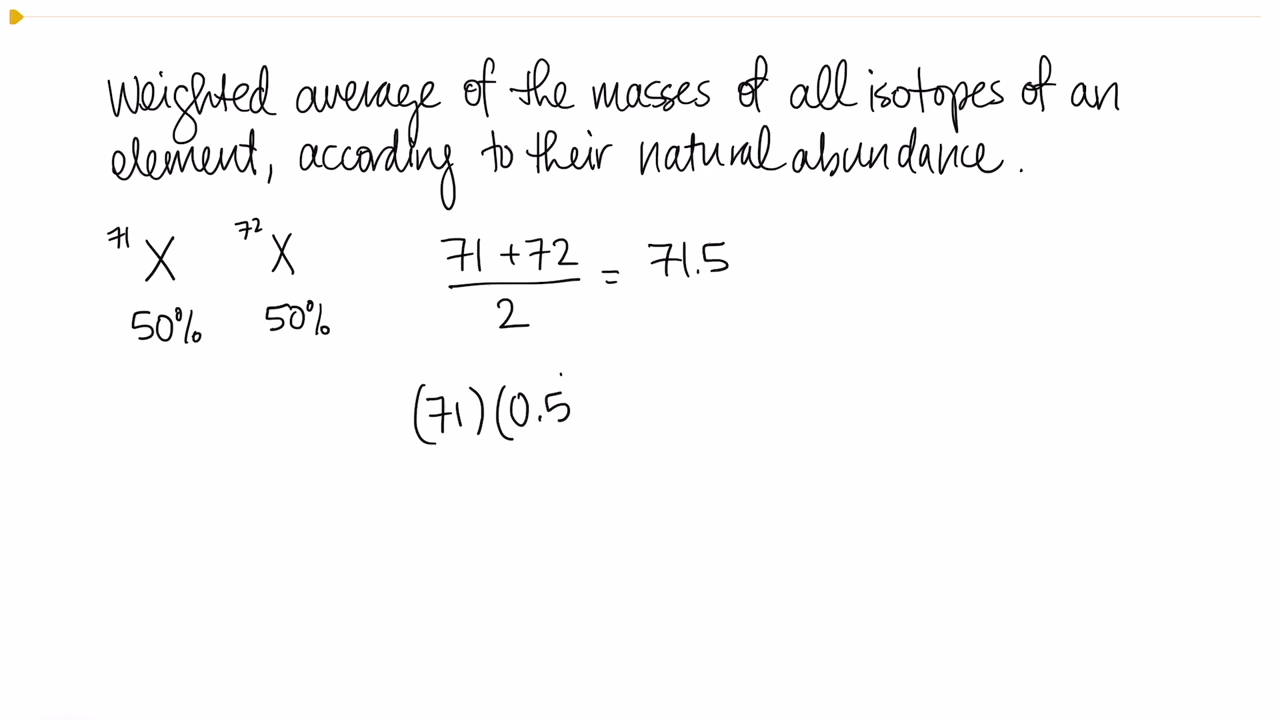 Weighted average of the masses of all isotopes of an
element, according to their natural abundance.
71X 72X 71 + 72 / 2 = 71.5
50% 50%
(71)(0.5